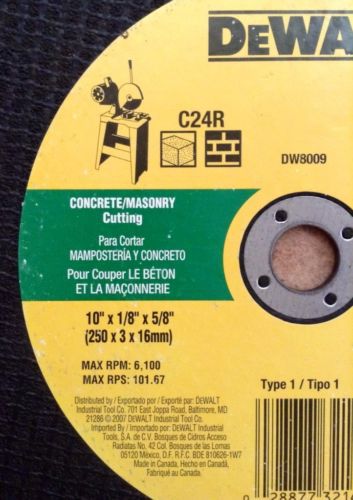 DEWA
C24R
DW8009
CONCRETE/MASONRY
Cutting
Para Cortar
MAMPOSTERÍA Y CONCRETO
Pour Couper LE BÉTON
ET LA MAÇONNERIE
10" x 1/8" x 5/8"
(250 x 3 x 16mm)
MAX RPM: 6,100
MAX RPS: 101.67
Type 1 / Tipo 1
Distributed by / Exportado por / Exporté par: DEWALT
Industrial Tool Co. 701 East Joppa Road, Baltimore, MD
21286 © 2007 DEWALT Industrial Tool Co.
Imported by / Importado por / Importé par: DEWALT Industrial
Tools, S.A. de C.V. Bosques de Cidros Acceso
Radiatas No. 42 Col. Bosques de las Lomas
05120 México, D.F. R.F.C. BDE 810626-1W7
Made in Canada, Hecho en Canadá,
Fabriqué au Canada.
0 28877 321